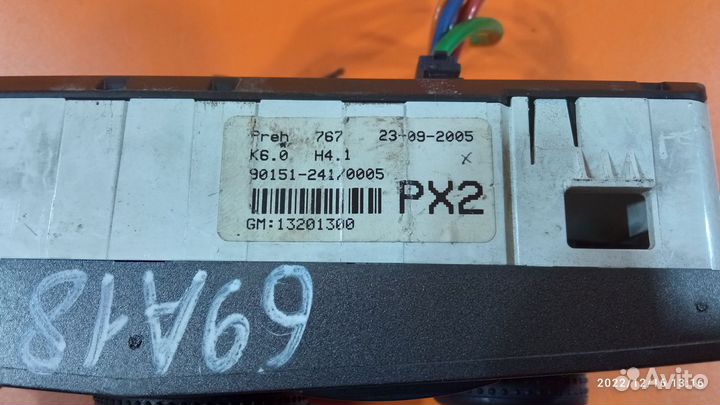 Preh 767 23-09-2005
K6.0 H4.1 x
90151-241/0005
PX2
GM:13201300
69A18
2022/12/16 13:16
Avito